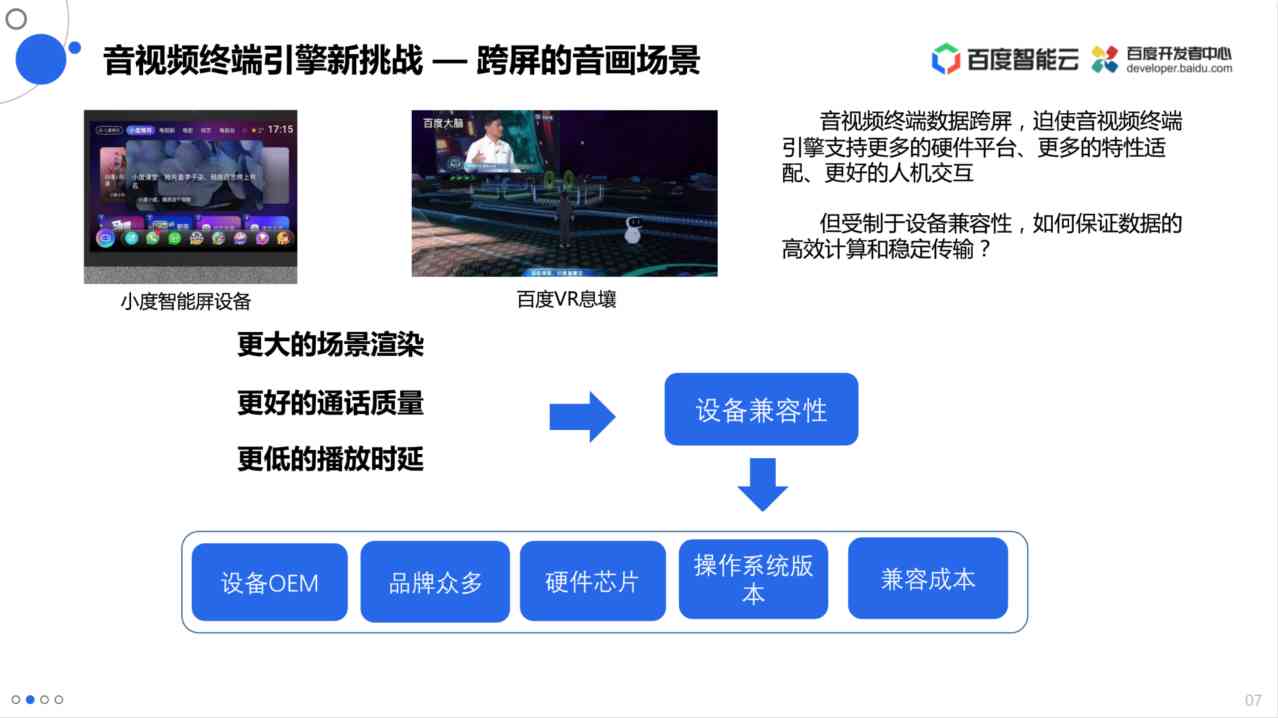 音视频终端引擎新挑战 — 跨屏的音画场景
百度智能云
百度开发者中心
developer.baidu.com
17:15
百度大脑
小度智能屏设备
百度VR息壤
音视频终端数据跨屏，迫使音视频终端
引擎支持更多的硬件平台、更多的特性适
配、更好的人机交互
但受制于设备兼容性，如何保证数据的
高效计算和稳定传输？
更大的场景渲染
更好的通话质量
更低的播放时延
设备兼容性
设备OEM
品牌众多
硬件芯片
操作系统版
本
兼容成本
07